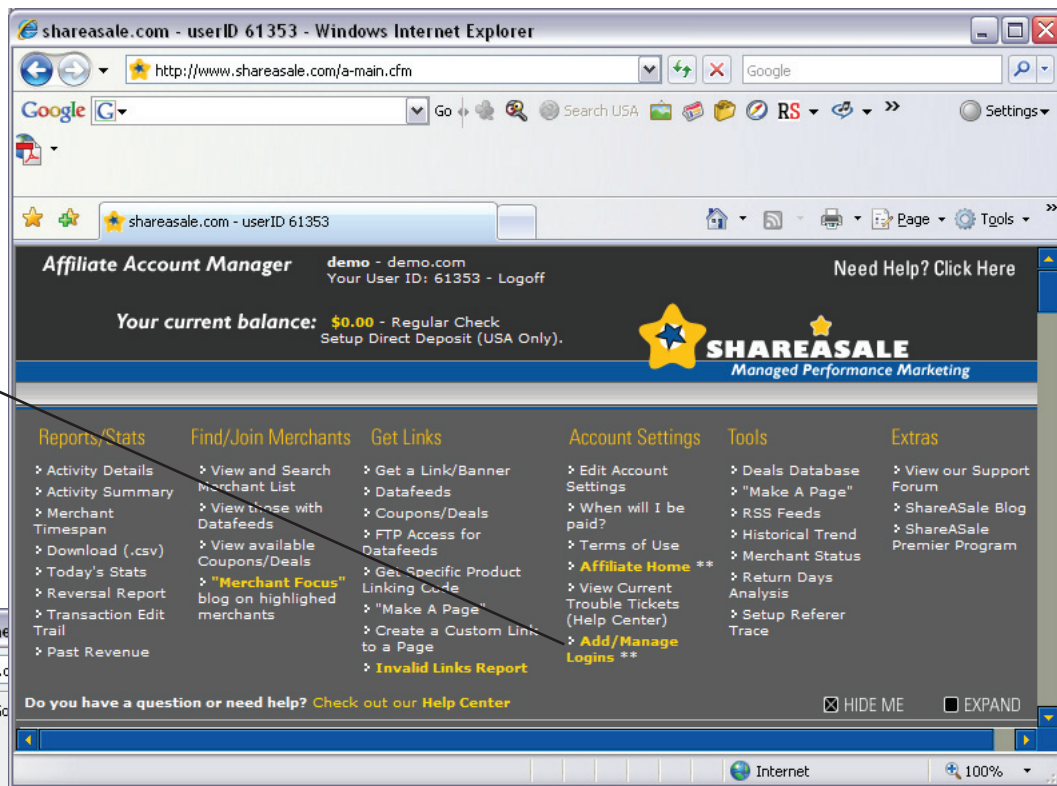 shareasale.com - userID 61353 - Windows Internet Explorer
http://www.shareasale.com/a-main.cfm
Google
Google G
Go
Search USA
RS
»
Settings
shareasale.com - userID 61353
Page
Tools
»
Affiliate Account Manager
demo - demo.com
Your User ID: 61353 - Logoff
Need Help? Click Here
Your current balance:
$0.00 - Regular Check
Setup Direct Deposit (USA Only).
SHAREASALE
Managed Performance Marketing
Reports/Stats
Activity Details
Activity Summary
Merchant
Timespan
Download (.csv)
Today's Stats
Reversal Report
Transaction Edit
Trail
Past Revenue
Find/Join Merchants
View and Search
Merchant List
View those with
Datafeeds
View available
Coupons/Deals
"Merchant Focus"
blog on highlighed
merchants
Get Links
Get a Link/Banner
Datafeeds
Coupons/Deals
FTP Access for
Datafeeds
Get Specific Product
Linking Code
"Make A Page"
Create a Custom Link
to a Page
Invalid Links Report
Account Settings
Edit Account
Settings
When will I be
paid?
Terms of Use
Affiliate Home **
View Current
Trouble Tickets
(Help Center)
Add/Manage
Logins **
Tools
Deals Database
"Make A Page"
RSS Feeds
Historical Trend
Merchant Status
Return Days
Analysis
Setup Referer
Trace
Extras
View our Support
Forum
ShareASale Blog
ShareASale
Premier Program
Do you have a question or need help? Check out our Help Center
HIDE ME
EXPAND
Internet
100%